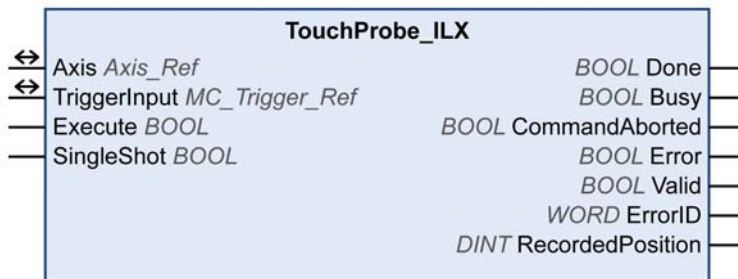 TouchProbe_ILX
Axis Axis_Ref BOOL Done
TriggerInput MC_Trigger_Ref BOOL Busy
Execute BOOL BOOL CommandAborted
SingleShot BOOL BOOL Error
BOOL Valid
WORD ErrorID
DINT RecordedPosition